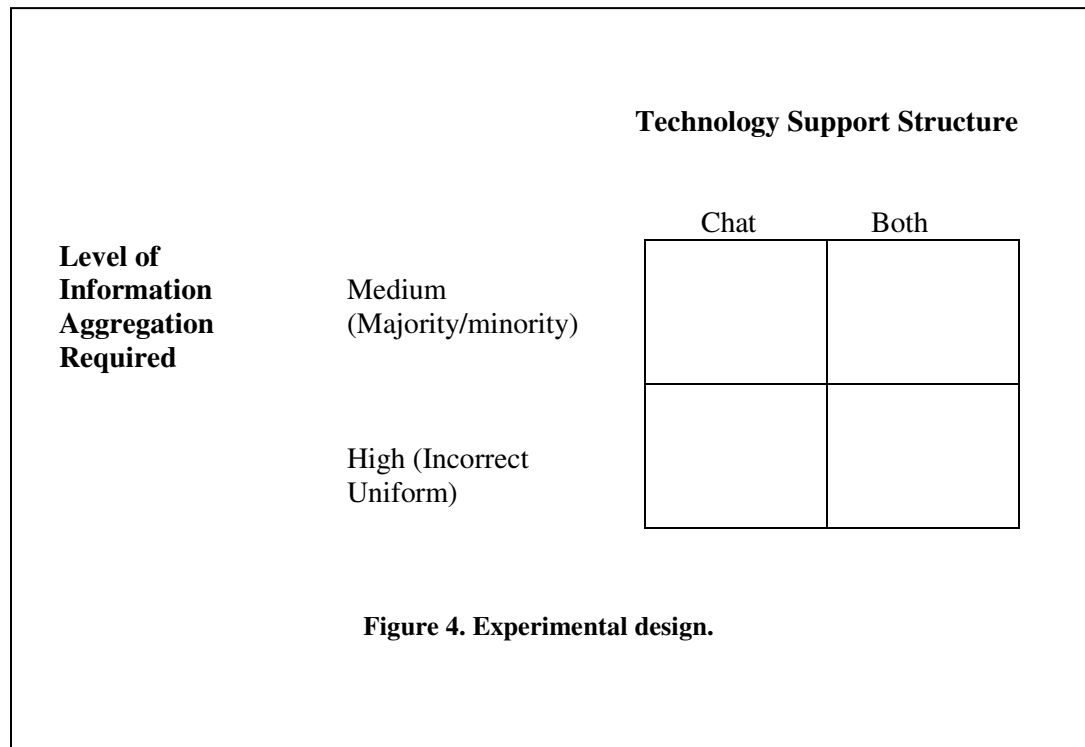 Technology Support Structure
Chat Both
Level of
Information
Aggregation
Required
Medium
(Majority/minority)
High (Incorrect
Uniform)
Figure 4. Experimental design.